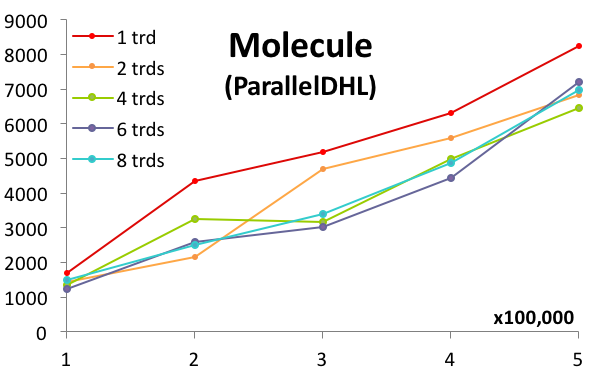 Molecule
(ParallelDHL)
1 trd
2 trds
4 trds
6 trds
8 trds
9000
8000
7000
6000
5000
4000
3000
2000
1000
0
x100,000
1 2 3 4 5